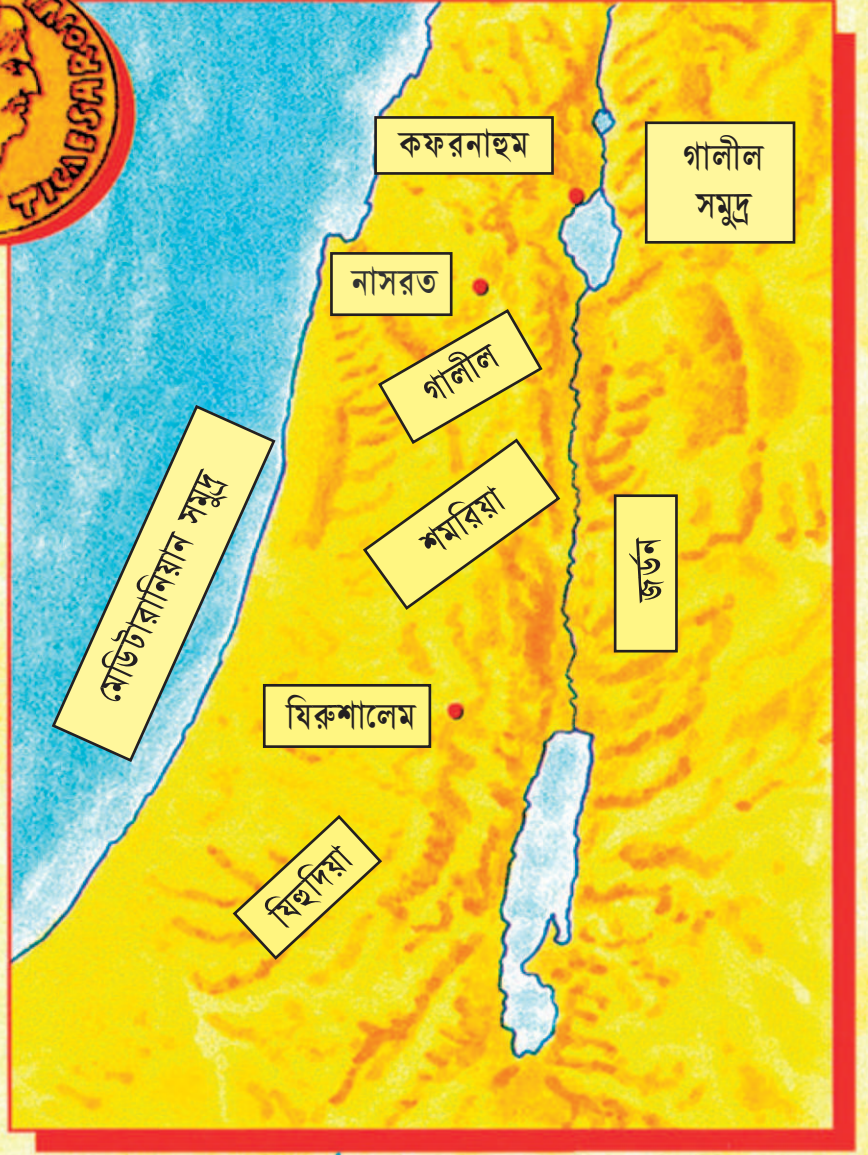 কফরনাহুম
গালীল
সমুদ্র
নাসরত
গালীল
মেডিটারানিয়ান সমুদ্র
শমরিয়া
জর্ডন
যিরুশালেম
যিহুদিয়া